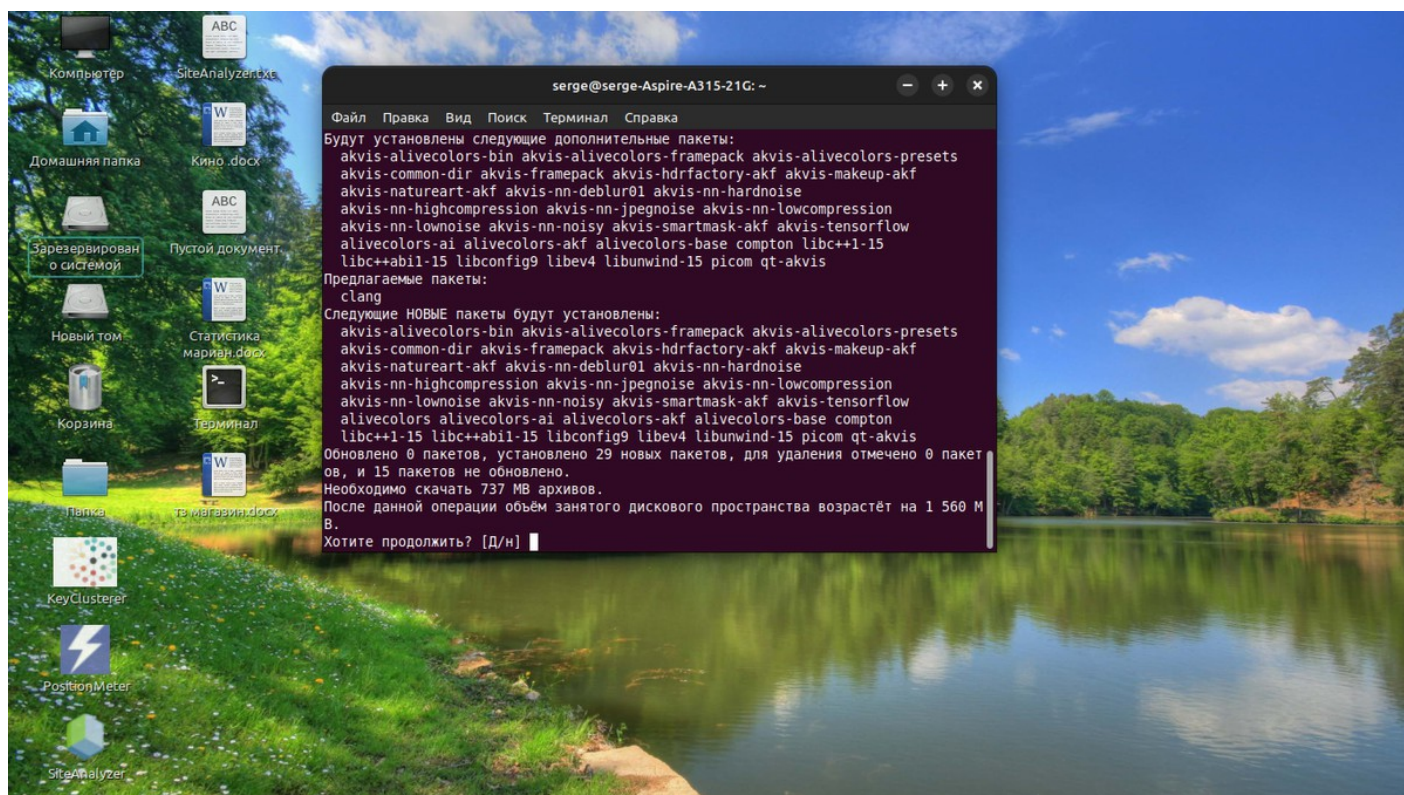 Компьютер
SiteAnalyzer.txt
Домашняя папка
Кино .docx
Зарезервирован
о системой
Пустой документ.
Новый том
Статистика
мариан.docx
Корзина
Терминал
Папка
Тз магазин.docx
KeyClusterer
PositionMeter
SiteAnalyzer
ABC
ABC
serge@serge-Aspire-A315-21G: ~
Файл Правка Вид Поиск Терминал Справка
Будут установлены следующие дополнительные пакеты:
akvis-alivecolors-bin akvis-alivecolors-framepack akvis-alivecolors-presets
akvis-common-dir akvis-framepack akvis-hdrfactory-akf akvis-makeup-akf
akvis-natureart-akf akvis-nn-deblur01 akvis-nn-hardnoise
akvis-nn-highcompression akvis-nn-jpegnoise akvis-nn-lowcompression
akvis-nn-lownoise akvis-nn-noisy akvis-smartmask-akf akvis-tensorflow
alivecolors-ai alivecolors-akf alivecolors-base compton libc++1-15
libc++abi1-15 libconfig9 libev4 libunwind-15 picom qt-akvis
Предлагаемые пакеты:
clang
Следующие НОВЫЕ пакеты будут установлены:
akvis-alivecolors-bin akvis-alivecolors-framepack akvis-alivecolors-presets
akvis-common-dir akvis-framepack akvis-hdrfactory-akf akvis-makeup-akf
akvis-natureart-akf akvis-nn-deblur01 akvis-nn-hardnoise
akvis-nn-highcompression akvis-nn-jpegnoise akvis-nn-lowcompression
akvis-nn-lownoise akvis-nn-noisy akvis-smartmask-akf akvis-tensorflow
alivecolors alivecolors-ai alivecolors-akf alivecolors-base compton
libc++1-15 libc++abi1-15 libconfig9 libev4 libunwind-15 picom qt-akvis
Обновлено 0 пакетов, установлено 29 новых пакетов, для удаления отмечено 0 пакет
ов, и 15 пакетов не обновлено.
Необходимо скачать 737 MB архивов.
После данной операции объём занятого дискового пространства возрастёт на 1 560 M
B.
Хотите продолжить? [Д/н]